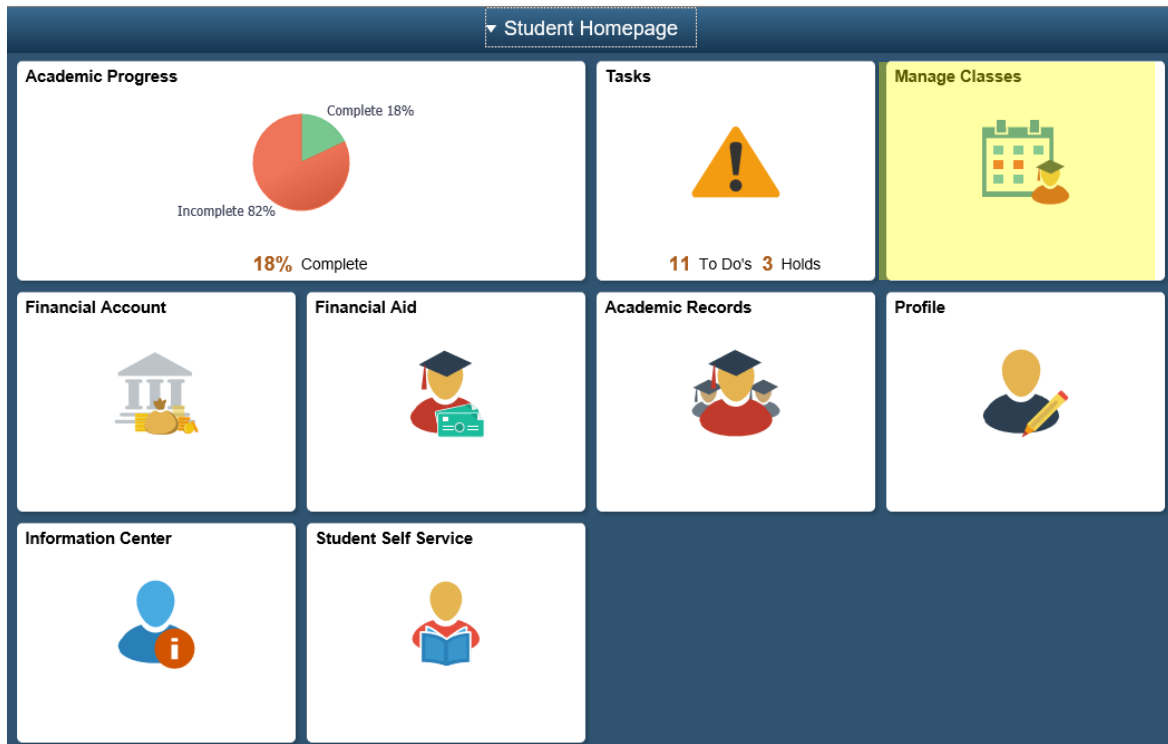 Student Homepage
Academic Progress
Complete 18%
Incomplete 82%
18% Complete
Tasks
11 To Do's 3 Holds
Manage Classes
Financial Account
Financial Aid
Academic Records
Profile
Information Center
Student Self Service